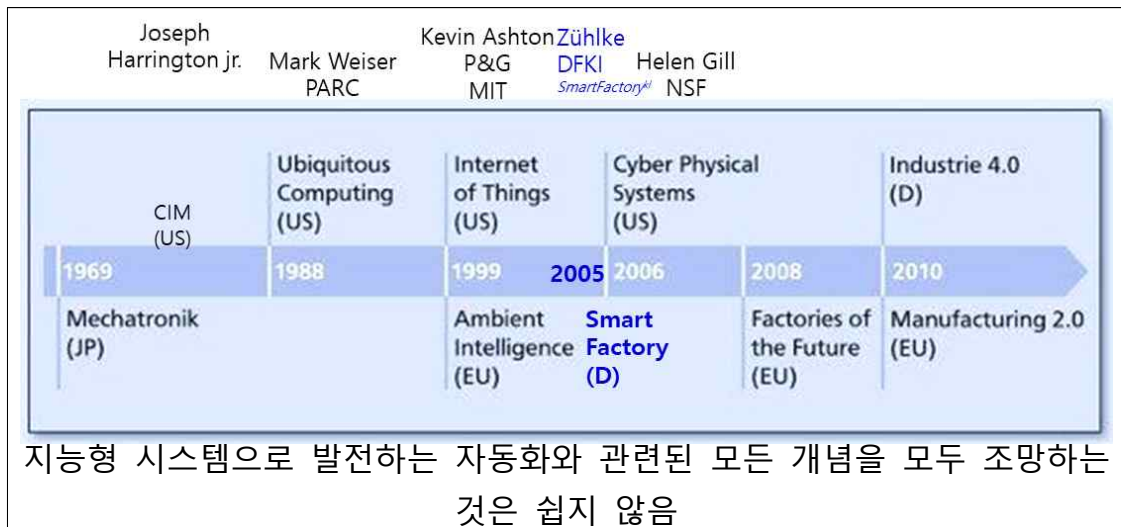 Joseph
Harrington jr.
Mark Weiser
PARC
Kevin Ashton
P&G
MIT
Zühlke
DFKI
SmartFactorykl
Helen Gill
NSF
Ubiquitous
Computing
(US)
Internet
of Things
(US)
Cyber Physical
Systems
(US)
Industrie 4.0
(D)
CIM
(US)
1969 1988 1999 2005 2006 2008 2010
Mechatronik
(JP)
Ambient
Intelligence
(EU)
Smart
Factory
(D)
Factories of
the Future
(EU)
Manufacturing 2.0
(EU)
지능형 시스템으로 발전하는 자동화와 관련된 모든 개념을 모두 조망하는
것은 쉽지 않음